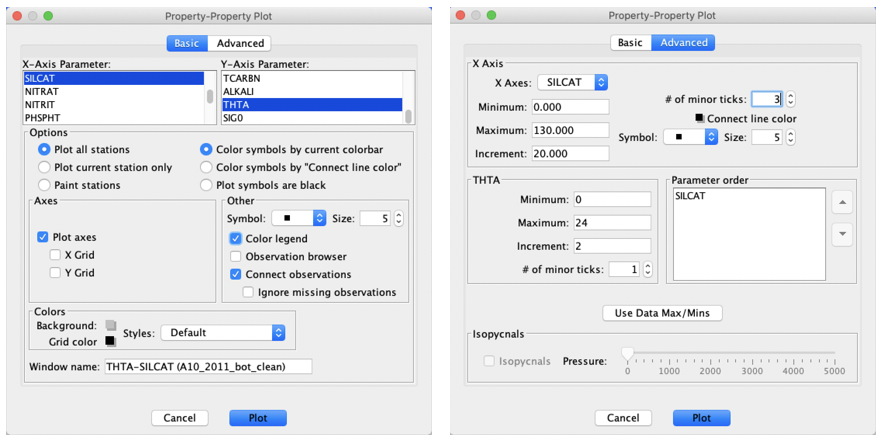 Property-Property Plot
Basic Advanced
X-Axis Parameter: Y-Axis Parameter:
SILCAT TCARBN
NITRAT ALKALI
NITRIT THTA
PHSPHT SIG0
Options
Plot all stations Color symbols by current colorbar
Plot current station only Color symbols by "Connect line color"
Paint stations Plot symbols are black
Axes Other
Symbol: Size: 5
Plot axes Color legend
X Grid Observation browser
Y Grid Connect observations
Ignore missing observations
Colors
Background:
Styles: Default
Grid color
Window name: THTA-SILCAT (A10_2011_bot_clean)
Cancel Plot
Property-Property Plot
Basic Advanced
X Axis
X Axes: SILCAT
Minimum: 0.000
Maximum: 130.000
Increment: 20.000
# of minor ticks: 3
Connect line color
Symbol: Size: 5
THTA
Minimum: 0
Maximum: 24
Increment: 2
# of minor ticks: 1
Parameter order
SILCAT
Use Data Max/Mins
Isopycnals
Isopycnals Pressure:
0 1000 2000 3000 4000 5000
Cancel Plot